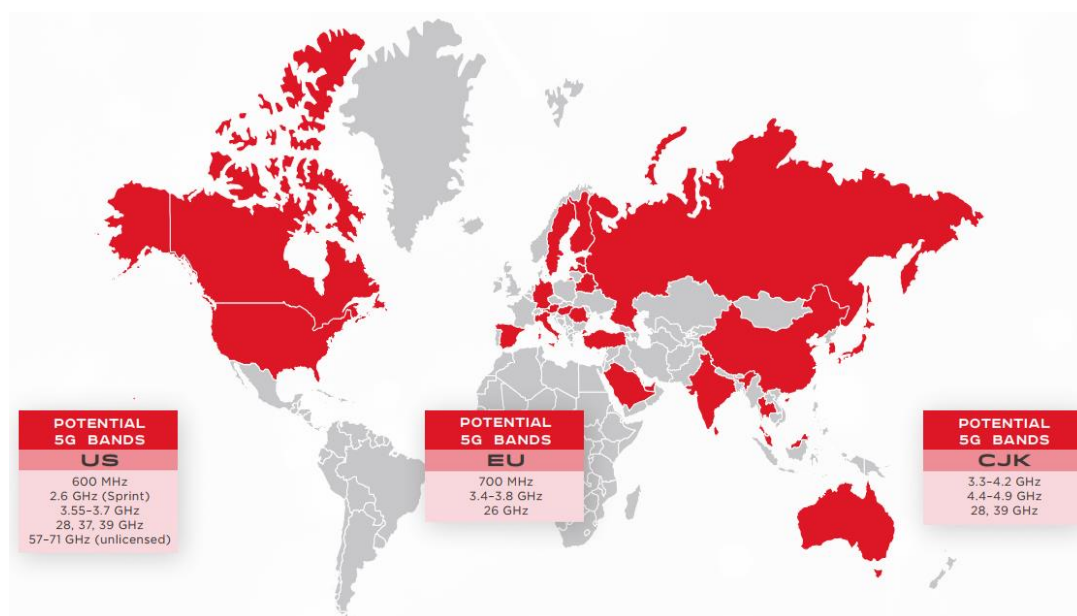 POTENTIAL
5G BANDS
US
600 MHz
2.6 GHz (Sprint)
3.55–3.7 GHz
28, 37, 39 GHz
57–71 GHz (unlicensed)
POTENTIAL
5G BANDS
EU
700 MHz
3.4–3.8 GHz
26 GHz
POTENTIAL
5G BANDS
CJK
3.3–4.2 GHz
4.4–4.9 GHz
28, 39 GHz